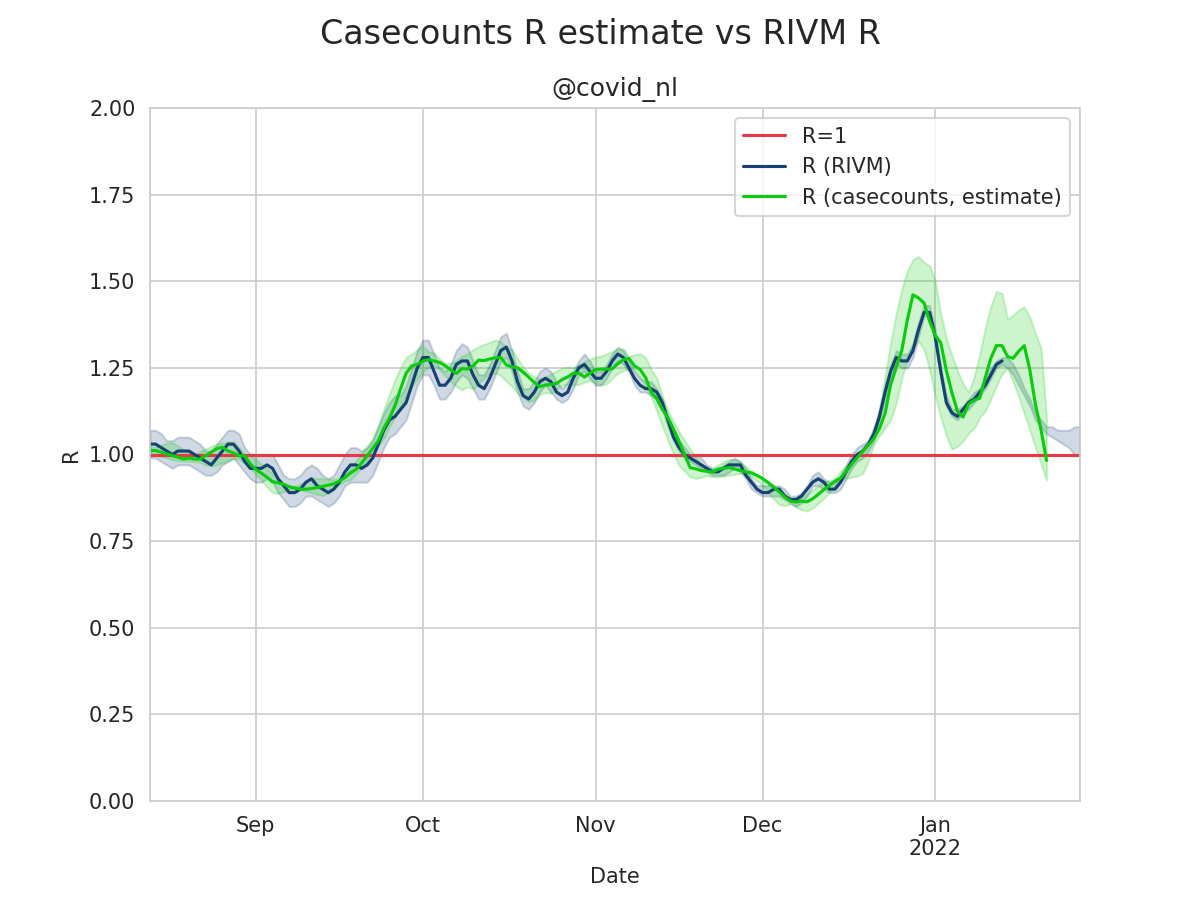 Casecounts R estimate vs RIVM R
@covid_nl
2.00
1.75
1.50
1.25
1.00
0.75
0.50
0.25
0.00
R
R=1
R (RIVM)
R (casecounts, estimate)
Sep
Oct
Nov
Dec
Jan
2022
Date